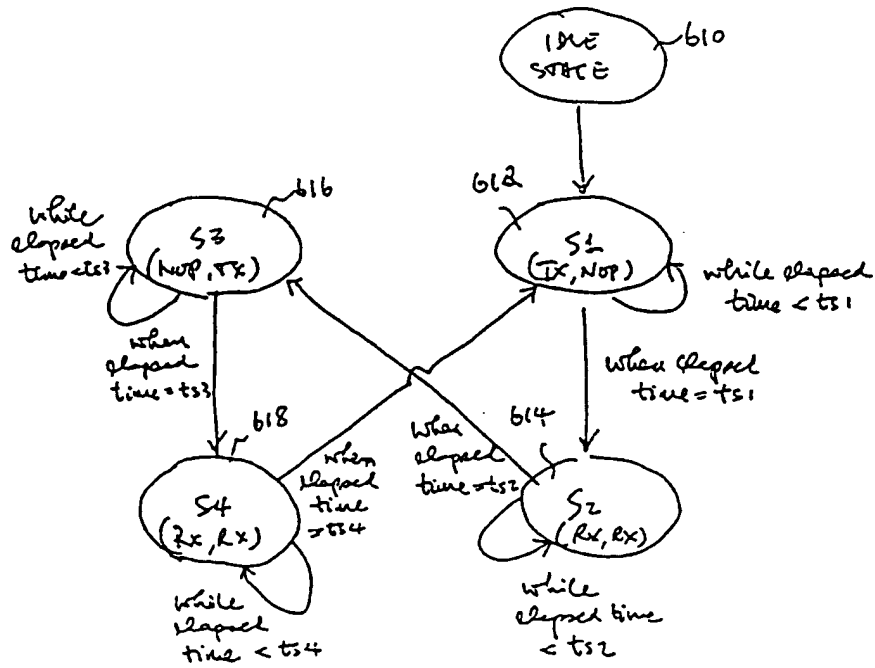 IDLE
STATE
610
616
612
while
elapsed
time<ts3
S3
(NOP, TX)
S1
(TX, NOP)
while elapsed
time < ts1
when
elapsed
time=ts3
when elapsed
time=ts1
618
614
when
elapsed
time
=ts4
when
elapsed
time=ts2
S4
(Rx, Rx)
S2
(Rx, Rx)
while
elapsed
time < ts4
while
elapsed time
< ts2